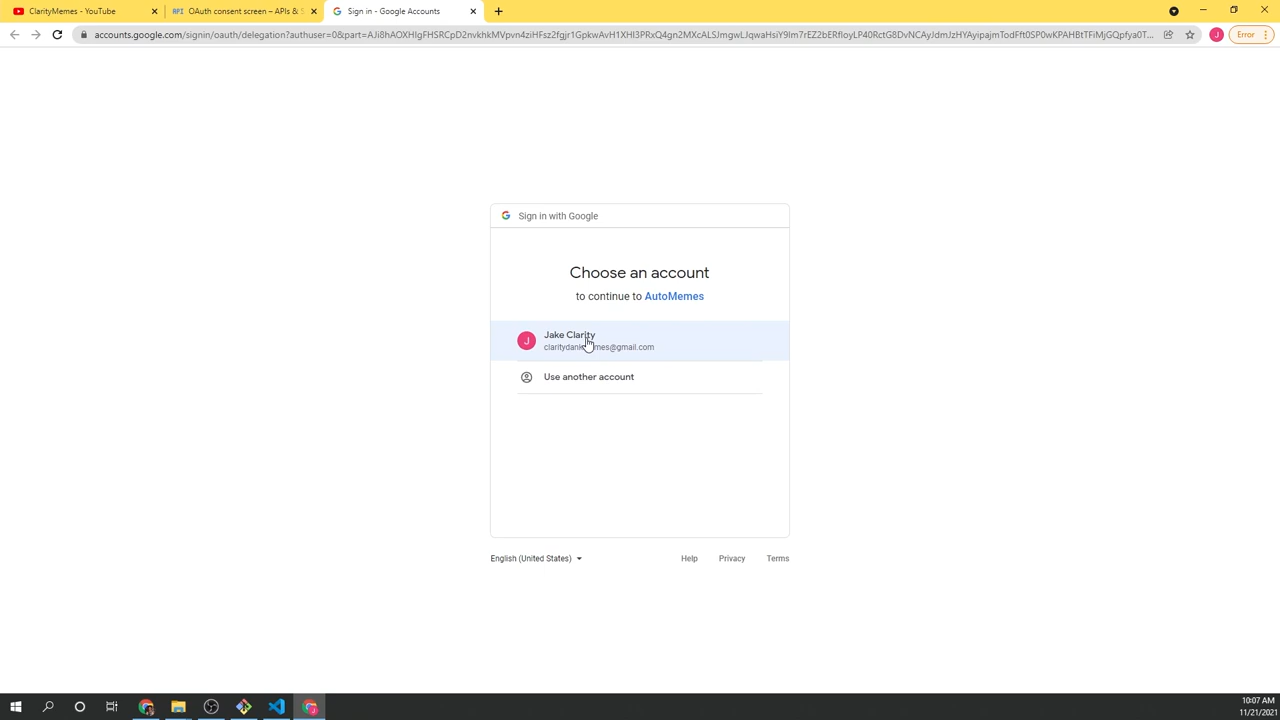 ClarityMemes - YouTube
OAuth consent screen – APIs & S
Sign in - Google Accounts
Error
Sign in with Google
Choose an account
to continue to AutoMemes
J
Jake Clarity
Use another account
English (United States)
Help
Privacy
Terms
10:07 AM
11/21/2021